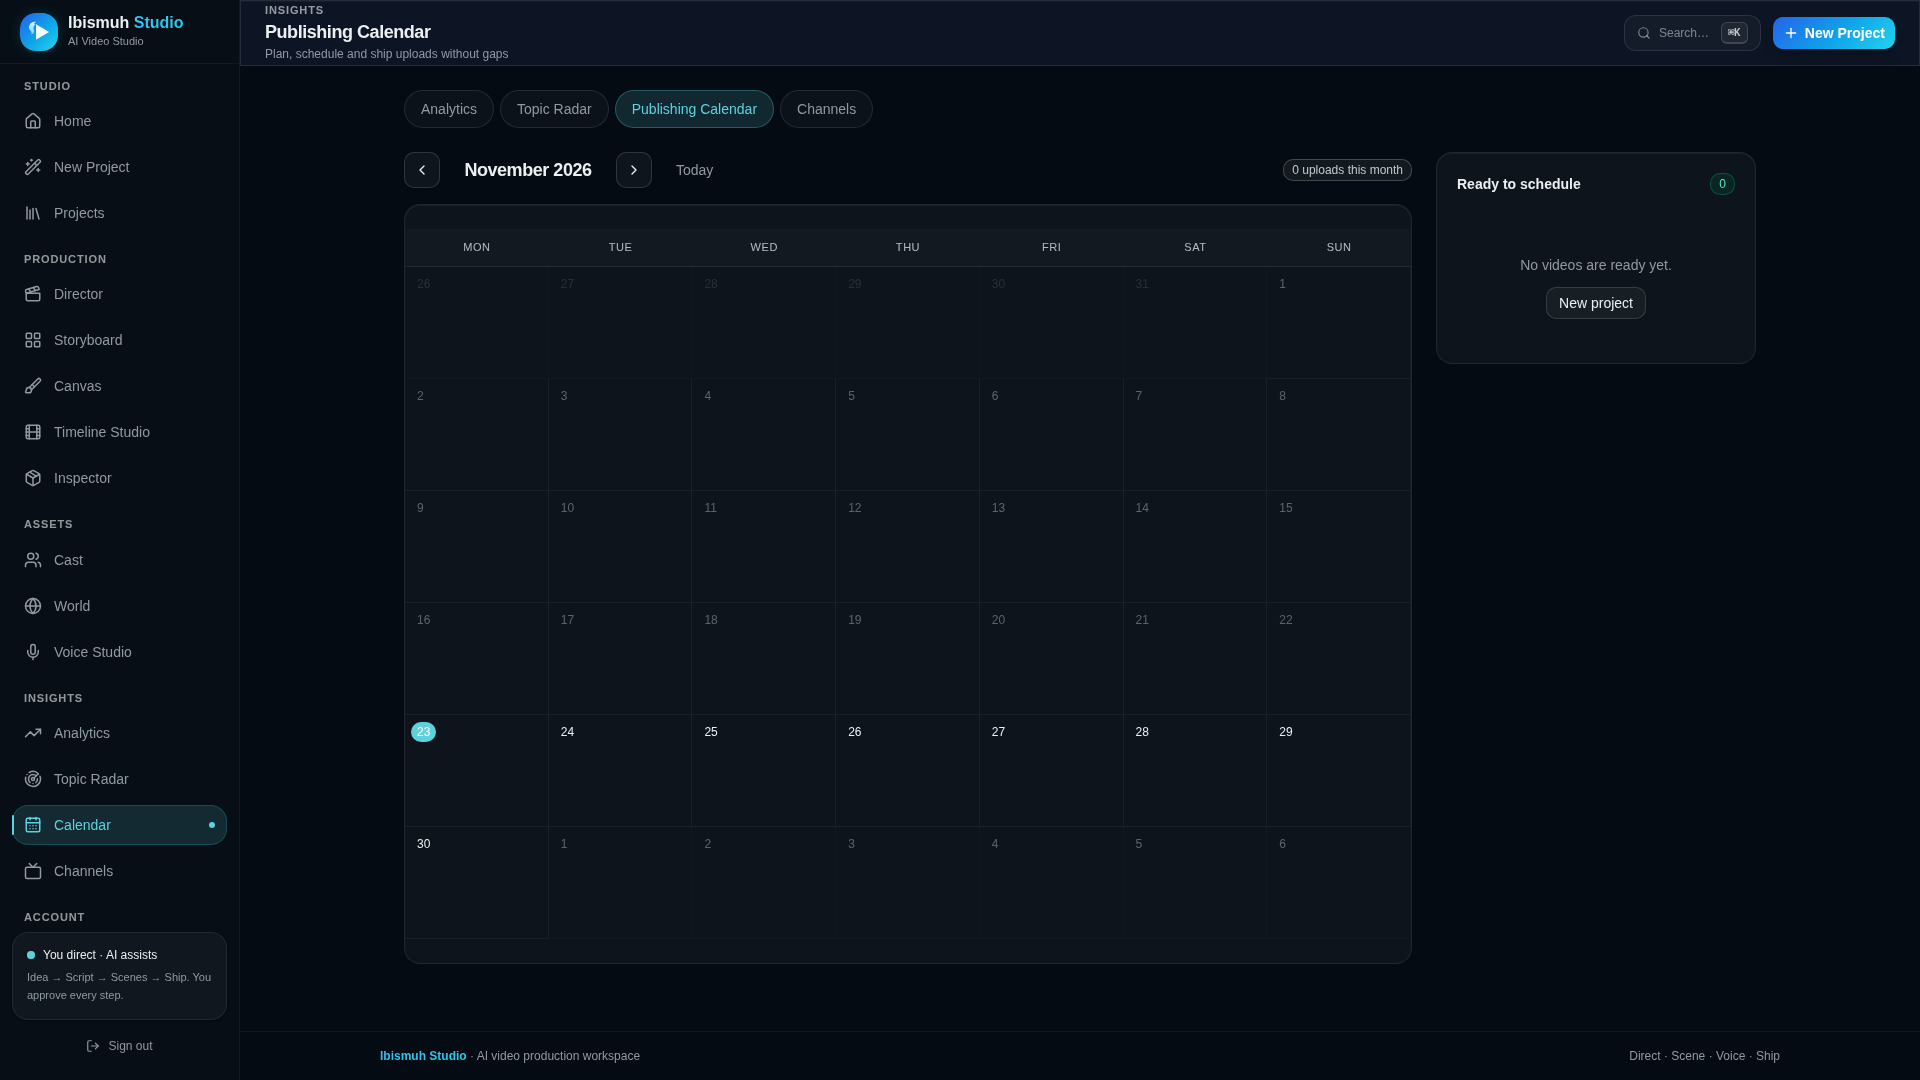 Ibismuh Studio
AI Video Studio
STUDIO
Home
New Project
Projects
PRODUCTION
Director
Storyboard
Canvas
Timeline Studio
Inspector
ASSETS
Cast
World
Voice Studio
INSIGHTS
Analytics
Topic Radar
Calendar
Channels
ACCOUNT
You direct · AI assists
Idea → Script → Scenes → Ship. You
approve every step.
Sign out
INSIGHTS
Publishing Calendar
Plan, schedule and ship uploads without gaps
Search… ⌘K
New Project
Analytics Topic Radar Publishing Calendar Channels
November 2026 Today 0 uploads this month
MON TUE WED THU FRI SAT SUN
26 27 28 29 30 31 1
2 3 4 5 6 7 8
9 10 11 12 13 14 15
16 17 18 19 20 21 22
23 24 25 26 27 28 29
30 1 2 3 4 5 6
Ready to schedule 0
No videos are ready yet.
New project
Ibismuh Studio · AI video production workspace
Direct · Scene · Voice · Ship